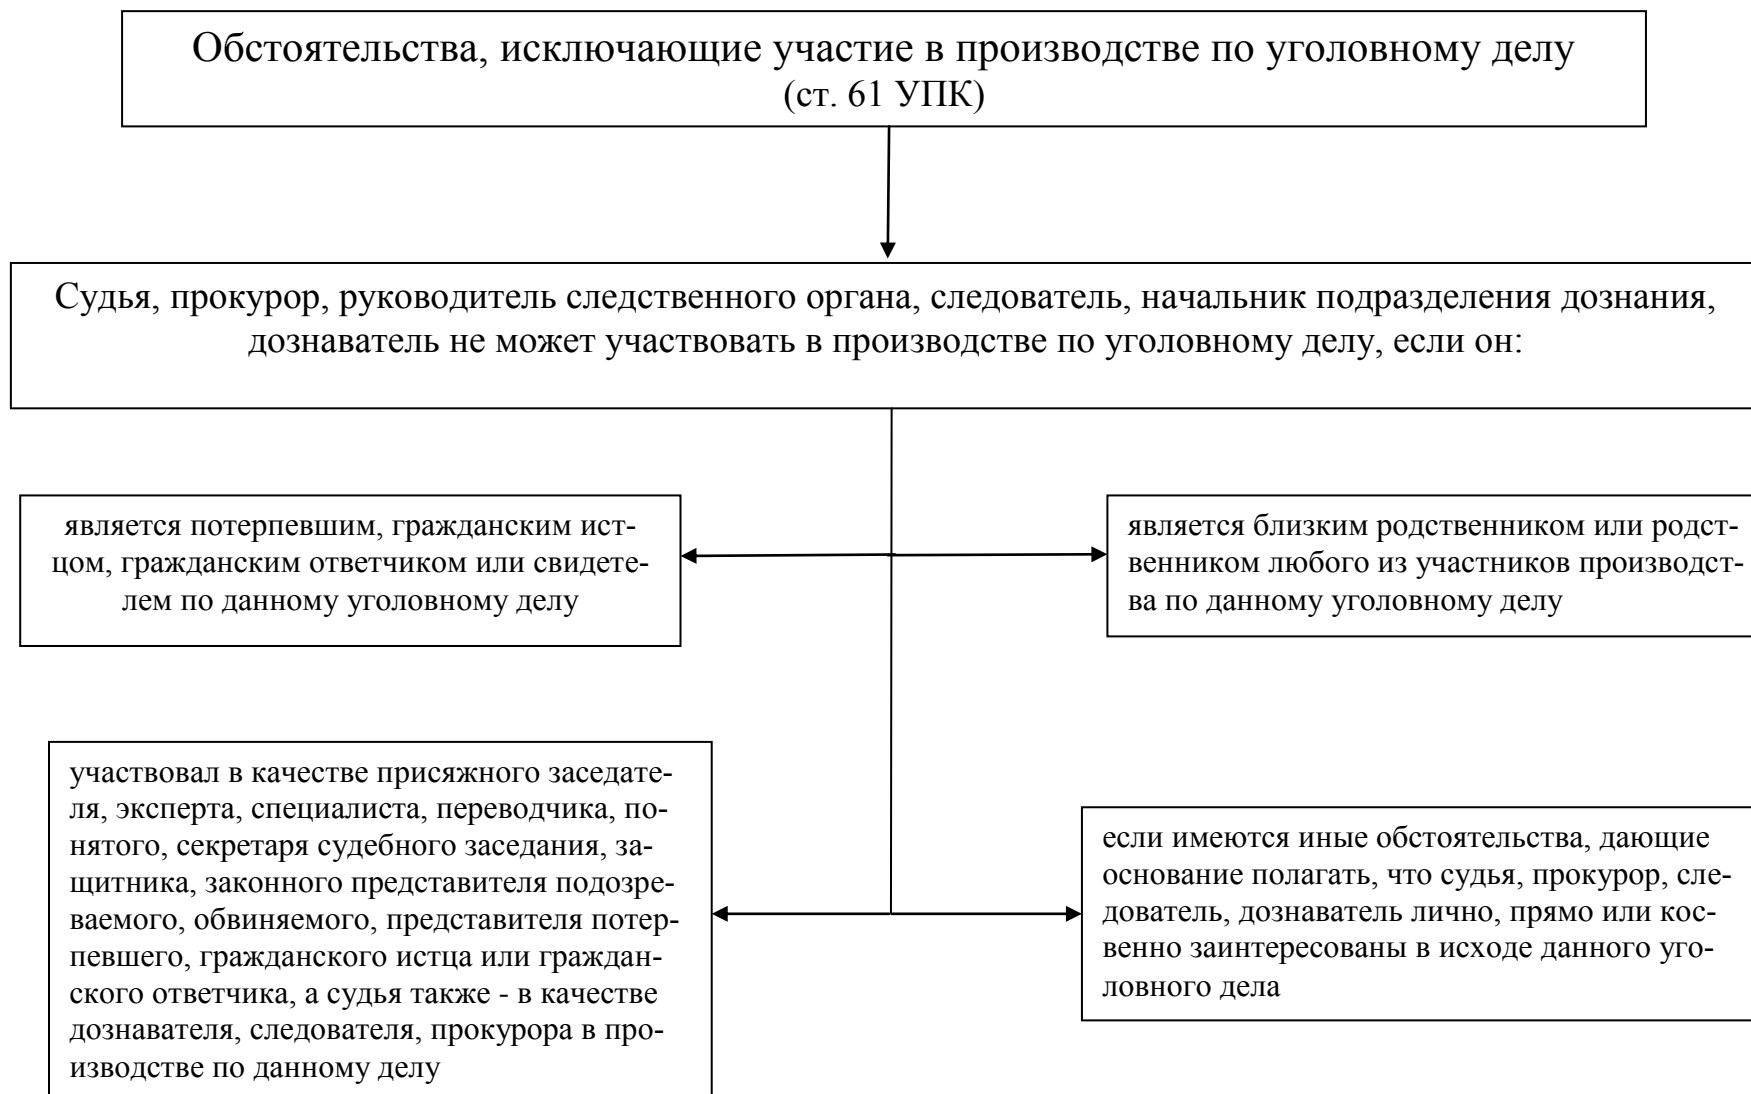 Обстоятельства, исключающие участие в производстве по уголовному делу
(ст. 61 УПК)
Судья, прокурор, руководитель следственного органа, следователь, начальник подразделения дознания,
дознаватель не может участвовать в производстве по уголовному делу, если он:
является потерпевшим, гражданским ист-
цом, гражданским ответчиком или свидете-
лем по данному уголовному делу
является близким родственником или родст-
венником любого из участников производст-
ва по данному уголовному делу
участвовал в качестве присяжного заседате-
ля, эксперта, специалиста, переводчика, по-
нятого, секретаря судебного заседания, за-
щитника, законного представителя подозре-
ваемого, обвиняемого, представителя потер-
певшего, гражданского истца или граждан-
ского ответчика, а судья также - в качестве
дознавателя, следователя, прокурора в про-
изводстве по данному делу
если имеются иные обстоятельства, дающие
основание полагать, что судья, прокурор, сле-
дователь, дознаватель лично, прямо или кос-
венно заинтересованы в исходе данного уго-
ловного дела